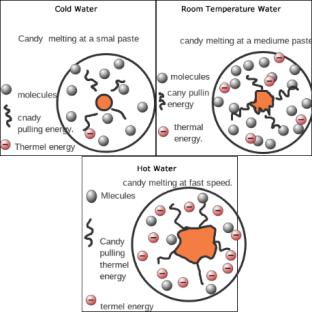 Cold Water
Candy melting at a smal paste
molecules
cnady
pulling energy.
Thermel energy
Room Temperature Water
candy melting at a mediume paste
molecules
cany pullin
energy
thermal
energy.
Hot Water
candy melting at fast speed.
Mlecules
Candy
pulling
thermel
energy
termel energy